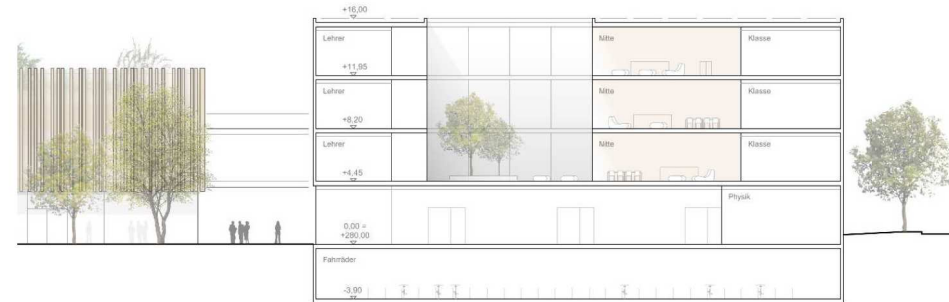 +16,00
Lehrer
Mitte
Klasse
+11,95
Lehrer
Mitte
Klasse
+8,20
Lehrer
Mitte
Klasse
+4,45
Physik
0,00 =
+280.00
Fahrräder
-3,90